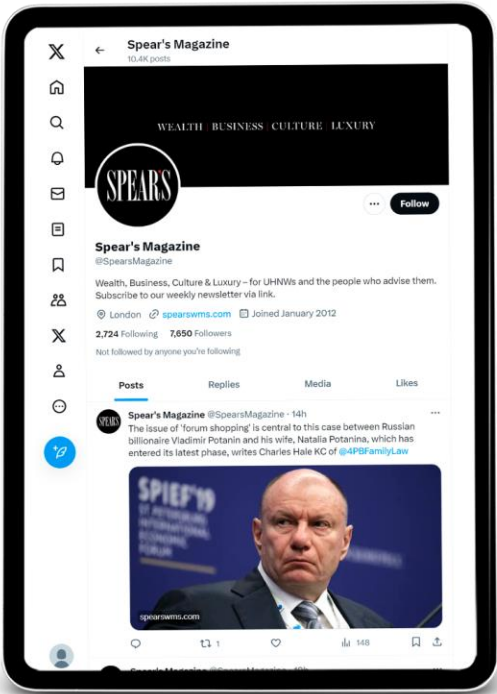 Spear's Magazine
10.4K posts
WEALTH | BUSINESS | CULTURE | LUXURY
SPEAR'S
Follow
Spear's Magazine
@SpearsMagazine
Wealth, Business, Culture & Luxury – for UHNWs and the people who advise them.
Subscribe to our weekly newsletter via link.
London spearswms.com Joined January 2012
2,724 Following 7,650 Followers
Not followed by anyone you're following
Posts Replies Media Likes
SPEAR'S
Spear's Magazine @SpearsMagazine · 14h
The issue of 'forum shopping' is central to this case between Russian
billionaire Vladimir Potanin and his wife, Natalia Potanina, which has
entered its latest phase, writes Charles Hale KC of @4PBFamilyLaw
SPIEF'19
ST. PETERSBURG
INTERNATIONAL
ECONOMIC
FORUM
spearswms.com
1 148